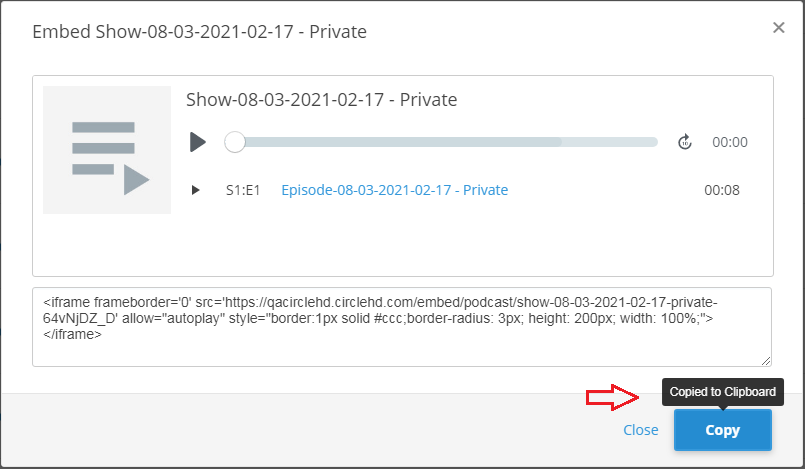 Embed Show-08-03-2021-02-17 - Private
Show-08-03-2021-02-17 - Private
10
00:00
S1:E1 Episode-08-03-2021-02-17 - Private 00:08
<iframe frameborder='0' src='https://qacirclehd.circlehd.com/embed/podcast/show-08-03-2021-02-17-private-
64vNjDZ_D' allow="autoplay" style="border:1px solid #ccc;border-radius: 3px; height: 200px; width: 100%;">
</iframe>
Copied to Clipboard
Close Copy